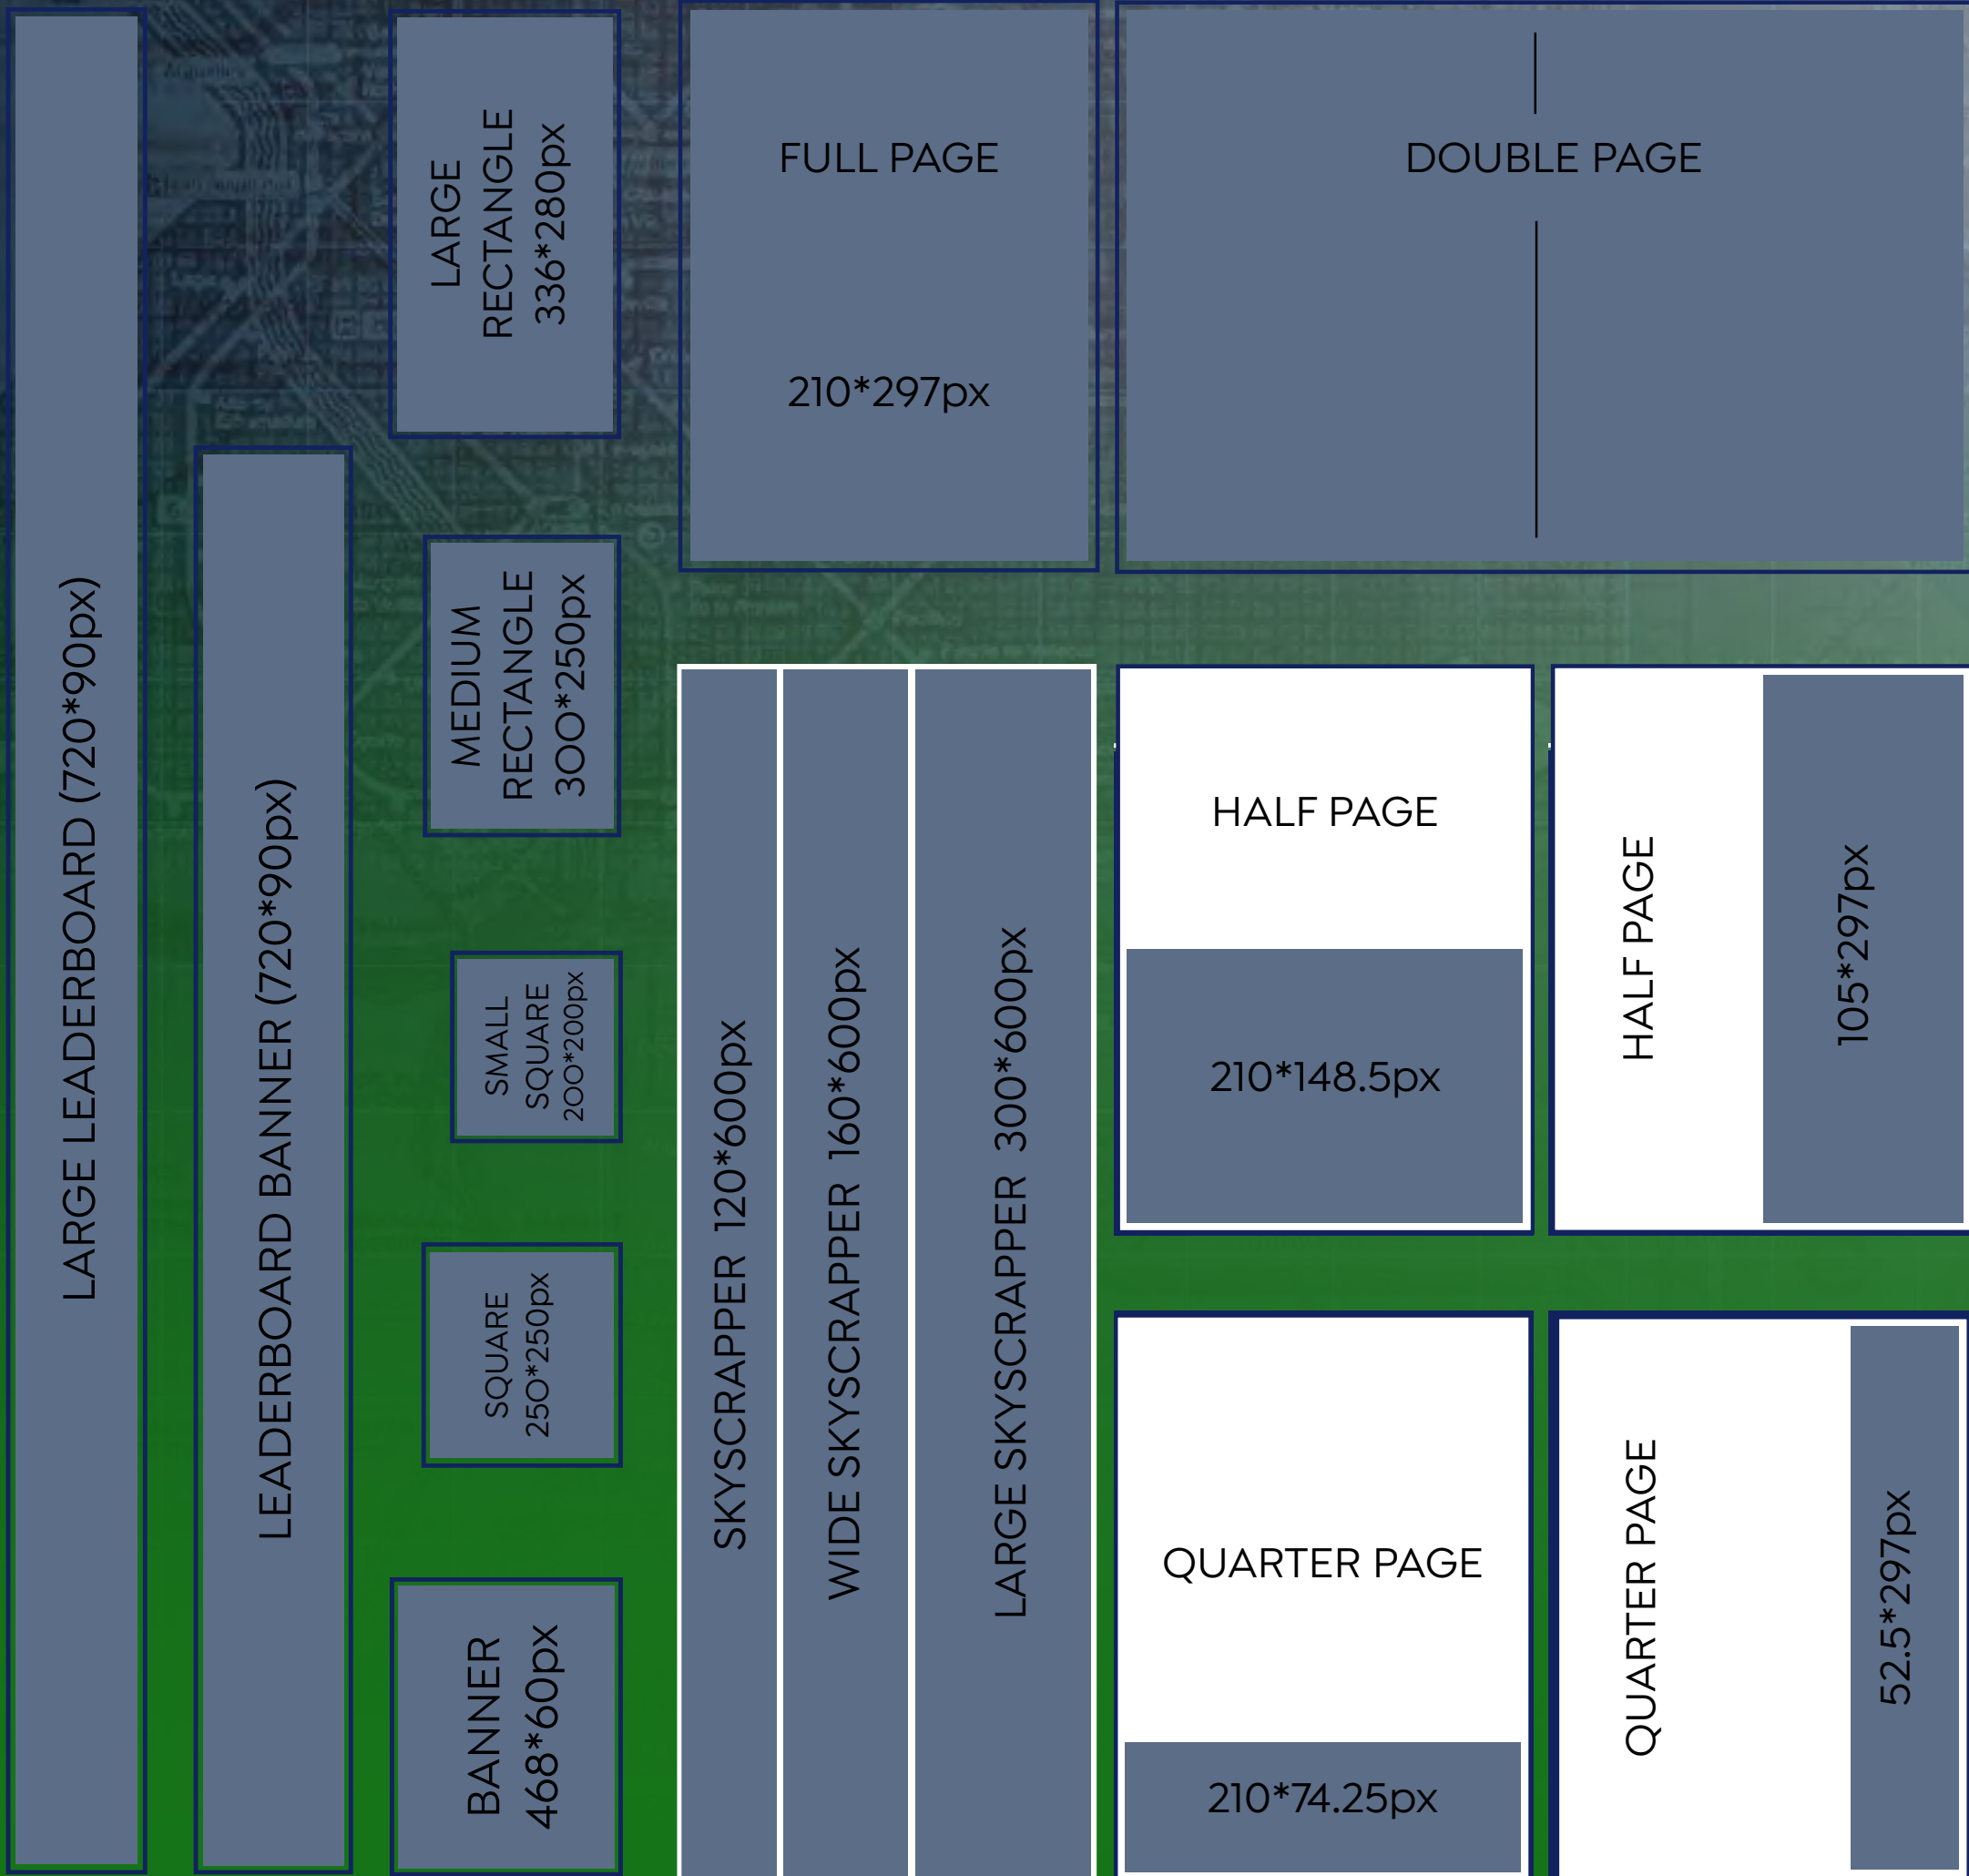 LARGE LEADERBOARD (720*90px)
LEADERBOARD BANNER (720*90px)
LARGE
RECTANGLE
336*280px
MEDIUM
RECTANGLE
300*250px
SMALL
SQUARE
200*200px
SQUARE
250*250px
BANNER
468*60px
FULL PAGE
210*297px
DOUBLE PAGE
SKYSCRAPPER 120*600px
WIDE SKYSCRAPPER 160*600px
LARGE SKYSCRAPPER 300*600px
HALF PAGE
210*148.5px
HALF PAGE
105*297px
QUARTER PAGE
210*74.25px
QUARTER PAGE
52.5*297px